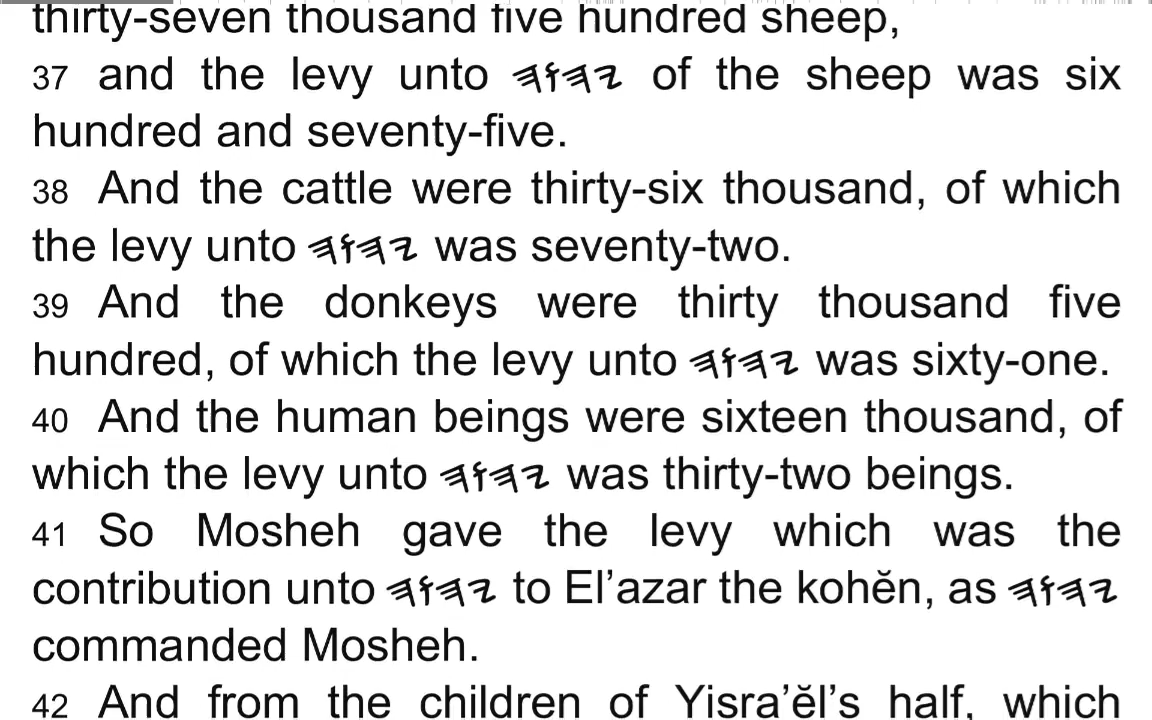 thirty-seven thousand five hundred sheep,
37 and the levy unto 𐤉𐤄𐤅𐤄 of the sheep was six
hundred and seventy-five.
38 And the cattle were thirty-six thousand, of which
the levy unto 𐤉𐤄𐤅𐤄 was seventy-two.
39 And the donkeys were thirty thousand five
hundred, of which the levy unto 𐤉𐤄𐤅𐤄 was sixty-one.
40 And the human beings were sixteen thousand, of
which the levy unto 𐤉𐤄𐤅𐤄 was thirty-two beings.
41 So Mosheh gave the levy which was the
contribution unto 𐤉𐤄𐤅𐤄 to El’azar the kohĕn, as 𐤉𐤄𐤅𐤄
commanded Mosheh.
42 And from the children of Yisra’ĕl’s half, which